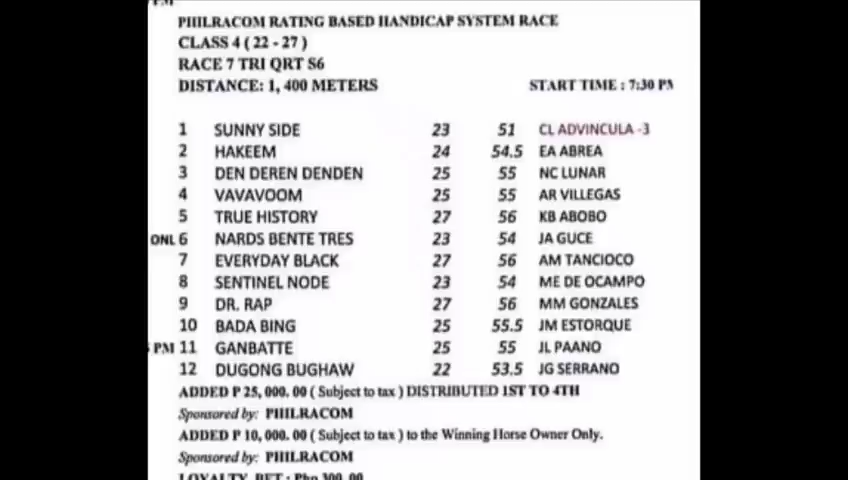 PHILRACOM RATING BASED HANDICAP SYSTEM RACE
CLASS 4 ( 22 - 27 )
RACE 7 TRI QRT S6
DISTANCE: 1, 400 METERS START TIME : 7:30 PM
1 SUNNY SIDE 23 51 CL ADVINCULA -3
2 HAKEEM 24 54.5 EA ABREA
3 DEN DEREN DENDEN 25 55 NC LUNAR
4 VAVAVOOM 25 55 AR VILLEGAS
5 TRUE HISTORY 27 56 KB ABOBO
ONL 6 NARDS BENTE TRES 23 54 JA GUCE
7 EVERYDAY BLACK 27 56 AM TANCIOCO
8 SENTINEL NODE 23 54 ME DE OCAMPO
9 DR. RAP 27 56 MM GONZALES
10 BADA BING 25 55.5 JM ESTORQUE
PM 11 GANBATTE 25 55 JL PAANO
12 DUGONG BUGHAW 22 53.5 JG SERRANO
ADDED P 25, 000. 00 ( Subject to tax ) DISTRIBUTED 1ST TO 4TH
Sponsored by: PHILRACOM
ADDED P 10, 000. 00 ( Subject to tax ) to the Winning Horse Owner Only.
Sponsored by: PHILRACOM
LOYALTY BET : Php 300. 00